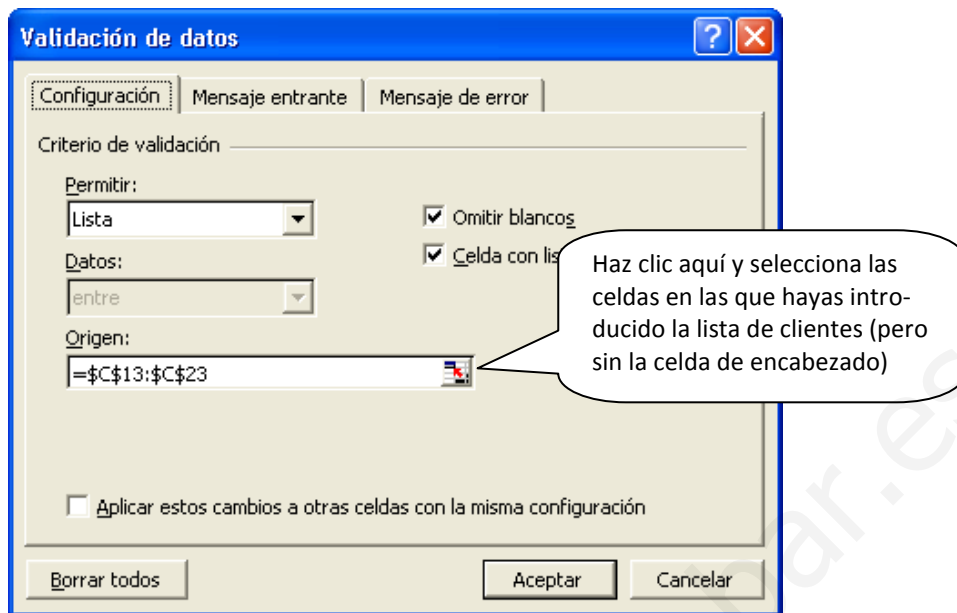 Validación de datos
Configuración
Mensaje entrante
Mensaje de error
Criterio de validación
Permitir:
Lista
Omitir blancos
Datos:
Celda con lis
entre
Origen:
=$C$13:$C$23
Haz clic aquí y selecciona las
celdas en las que hayas intro-
ducido la lista de clientes (pero
sin la celda de encabezado)
Aplicar estos cambios a otras celdas con la misma configuración
Borrar todos
Aceptar
Cancelar